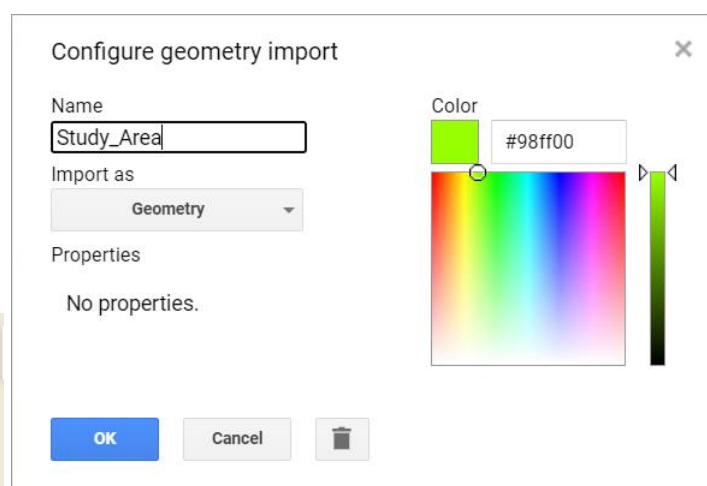 Configure geometry import
Name
Color
Study_Area
#98ff00
Import as
Geometry
Properties
No properties.
OK
Cancel